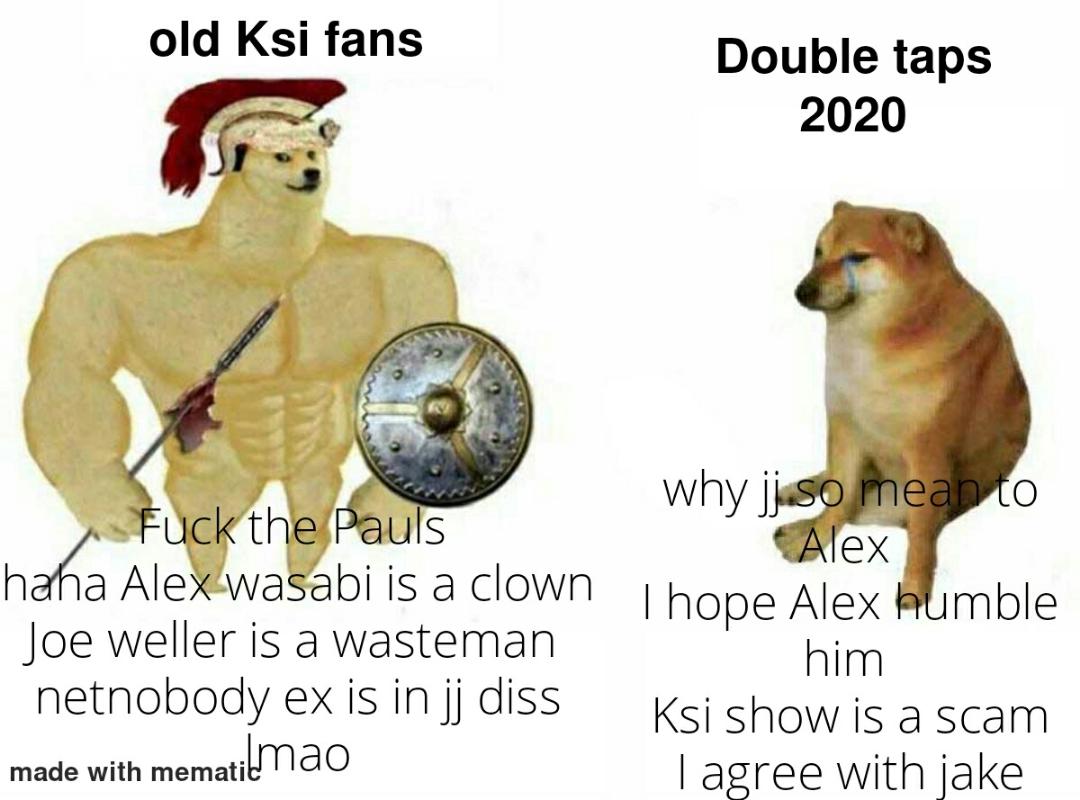 old Ksi fans
Fuck the Pauls
haha Alex wasabi is a clown
Joe weller is a wasteman
netnobody ex is in jj diss
lmao
made with mematic
Double taps
2020
why jj so mean to
Alex
I hope Alex humble
him
Ksi show is a scam
I agree with jake